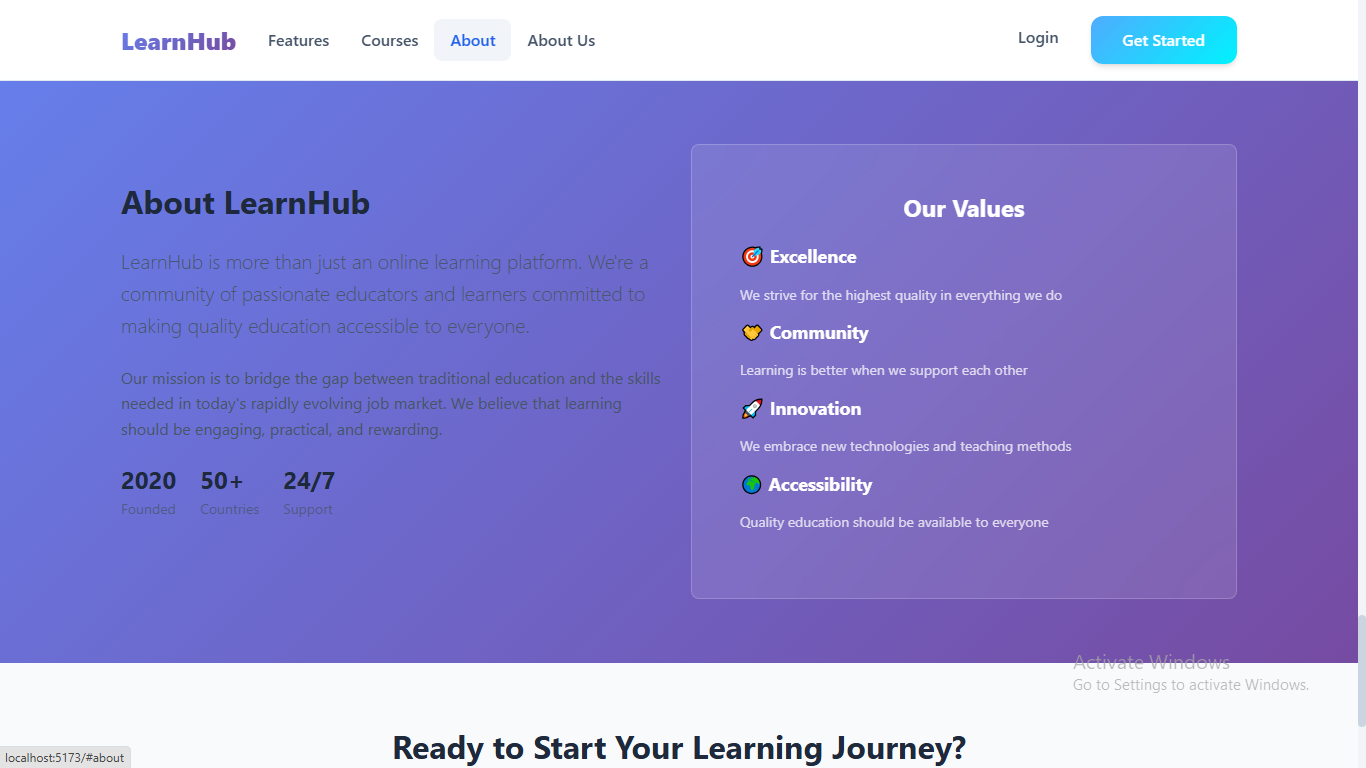 LearnHub Features Courses About About Us Login Get Started
About LearnHub
LearnHub is more than just an online learning platform. We're a
community of passionate educators and learners committed to
making quality education accessible to everyone.
Our mission is to bridge the gap between traditional education and the skills
needed in today's rapidly evolving job market. We believe that learning
should be engaging, practical, and rewarding.
2020 50+ 24/7
Founded Countries Support
Our Values
Excellence
We strive for the highest quality in everything we do
Community
Learning is better when we support each other
Innovation
We embrace new technologies and teaching methods
Accessibility
Quality education should be available to everyone
Activate Windows
Go to Settings to activate Windows.
Ready to Start Your Learning Journey?
localhost:5173/#about